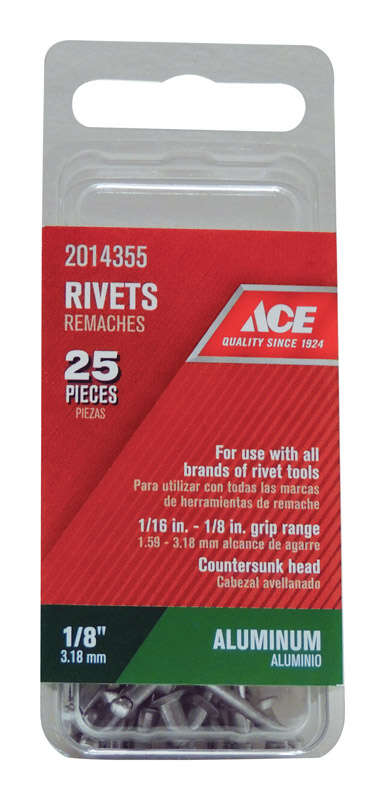 2014355
RIVETS
REMACHES
25
PIECES
PIEZAS
ACE
QUALITY SINCE 1924
For use with all
brands of rivet tools
Para utilizar con todas las marcas
de herramientas de remache
1/16 in. - 1/8 in. grip range
1.59 - 3.18 mm alcance de agarre
Countersunk head
Cabezal avellanado
1/8"
3.18 mm
ALUMINUM
ALUMINIO